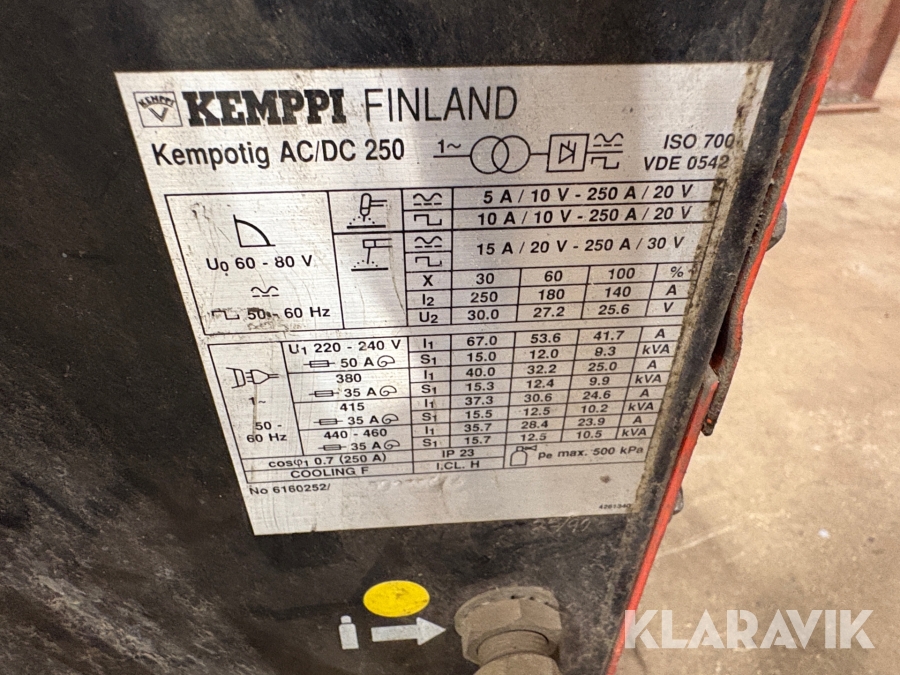 KEMPPI KEMPPI FINLAND
Kempotig AC/DC 250 1~ ISO 700
VDE 0542
5 A / 10 V - 250 A / 20 V
10 A / 10 V - 250 A / 20 V
15 A / 20 V - 250 A / 30 V
U0 60 - 80 V
50 - 60 Hz
X 30 60 100 %
I2 250 180 140 A
U2 30.0 27.2 25.6 V
U1 220 - 240 V I1 67.0 53.6 41.7 A
50 A S1 15.0 12.0 9.3 kVA
380 I1 40.0 32.2 25.0 A
35 A S1 15.3 12.4 9.9 kVA
1~
415 I1 37.3 30.6 24.6 A
35 A S1 15.5 12.5 10.2 kVA
50 -
60 Hz
440 - 460 I1 35.7 28.4 23.9 A
35 A S1 15.7 12.5 10.5 kVA
cosφ1 0.7 (250 A) IP 23 Pe max. 500 kPa
COOLING F I.CL. H
No 6160252/
4261340
KLARAVIK